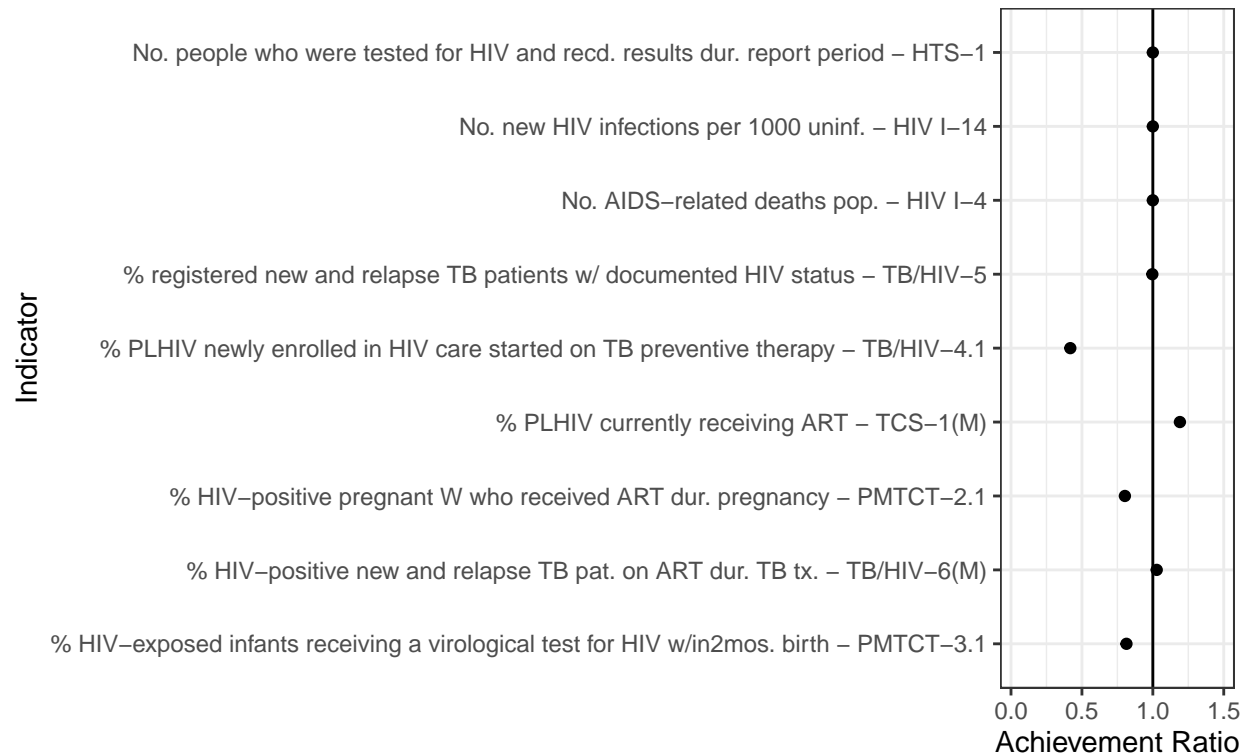 No. people who were tested for HIV and recd. results dur. report period − HTS−1
No. new HIV infections per 1000 uninf. − HIV I−14
No. AIDS−related deaths pop. − HIV I−4
% registered new and relapse TB patients w/ documented HIV status − TB/HIV−5
% PLHIV newly enrolled in HIV care started on TB preventive therapy − TB/HIV−4.1
% PLHIV currently receiving ART − TCS−1(M)
% HIV−positive pregnant W who received ART dur. pregnancy − PMTCT−2.1
% HIV−positive new and relapse TB pat. on ART dur. TB tx. − TB/HIV−6(M)
% HIV−exposed infants receiving a virological test for HIV w/in2mos. birth − PMTCT−3.1
Indicator
0.0 0.5 1.0 1.5
Achievement Ratio